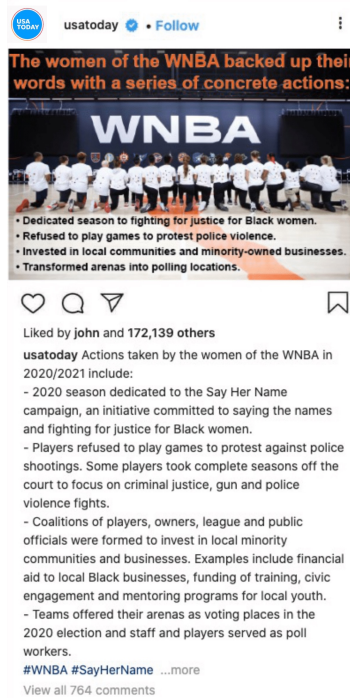 USA
TODAY
usatoday • Follow
The women of the WNBA backed up thei
words with a series of concrete actions:
WNBA
• Dedicated season to fighting for justice for Black women.
• Refused to play games to protest police violence.
• Invested in local communities and minority-owned businesses.
• Transformed arenas into polling locations.
Liked by john and 172,139 others
usatoday Actions taken by the women of the WNBA in
2020/2021 include:
- 2020 season dedicated to the Say Her Name
campaign, an initiative committed to saying the names
and fighting for justice for Black women.
- Players refused to play games to protest against police
shootings. Some players took complete seasons off the
court to focus on criminal justice, gun and police
violence fights.
- Coalitions of players, owners, league and public
officials were formed to invest in local minority
communities and businesses. Examples include financial
aid to local Black businesses, funding of training, civic
engagement and mentoring programs for local youth.
- Teams offered their arenas as voting places in the
2020 election and staff and players served as poll
workers.
#WNBA #SayHerName ...more
View all 764 comments